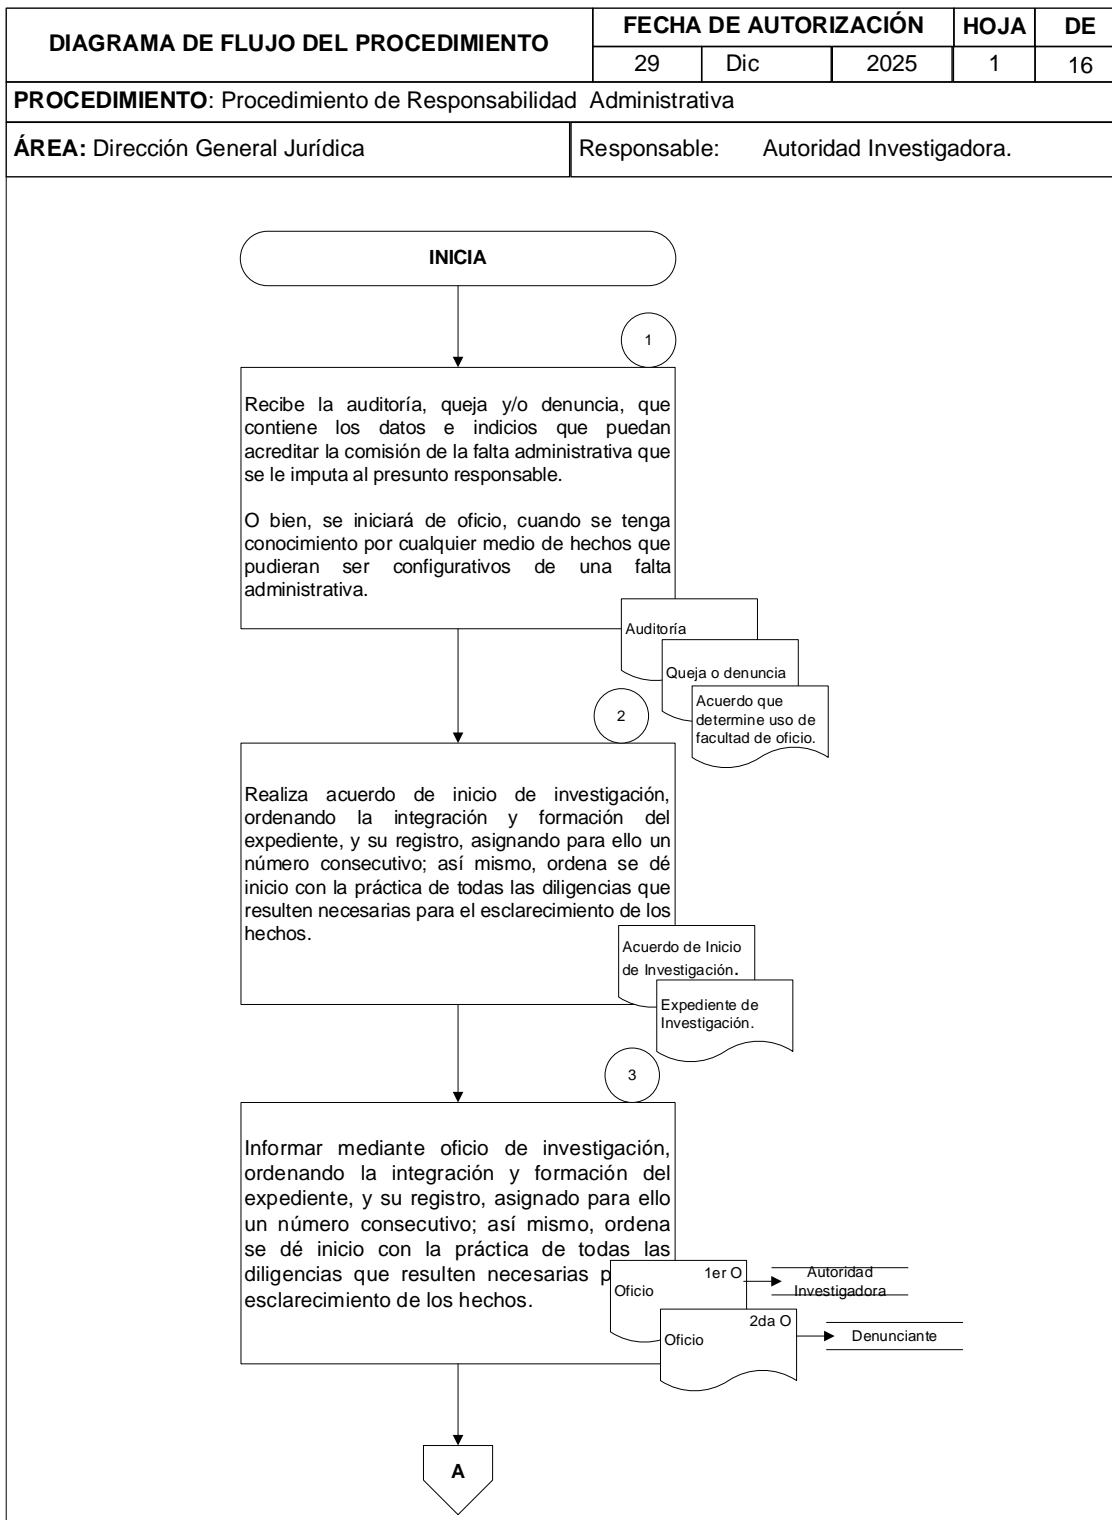 DIAGRAMA DE FLUJO DEL PROCEDIMIENTO
FECHA DE AUTORIZACIÓN
HOJA
DE
29
Dic
2025
1
16
PROCEDIMIENTO: Procedimiento de Responsabilidad Administrativa
ÁREA: Dirección General Jurídica
Responsable: Autoridad Investigadora.
INICIA
1
Recibe la auditoría, queja y/o denuncia, que
contiene los datos e indicios que puedan
acreditar la comisión de la falta administrativa que
se le imputa al presunto responsable.
O bien, se iniciará de oficio, cuando se tenga
conocimiento por cualquier medio de hechos que
pudieran ser configurativos de una falta
administrativa.
Auditoría
Queja o denuncia
Acuerdo que
determine uso de
facultad de oficio.
2
Realiza acuerdo de inicio de investigación,
ordenando la integración y formación del
expediente, y su registro, asignando para ello un
número consecutivo; así mismo, ordena se dé
inicio con la práctica de todas las diligencias que
resulten necesarias para el esclarecimiento de los
hechos.
Acuerdo de Inicio
de Investigación.
Expediente de
Investigación.
3
Informar mediante oficio de investigación,
ordenando la integración y formación del
expediente, y su registro, asignado para ello
un número consecutivo; así mismo, ordena
se dé inicio con la práctica de todas las
diligencias que resulten necesarias
esclarecimiento de los hechos.
1er O
Oficio
Autoridad
Investigadora
2da O
Oficio
Denunciante
A